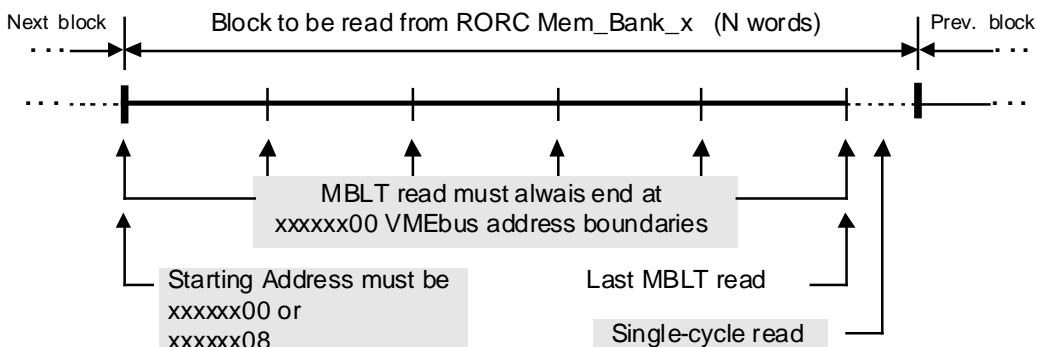 Next block
Block to be read from RORC Mem_Bank_x (N words)
Prev. block
MBLT read must alwais end at
xxxxxx00 VMEbus address boundaries
Starting Address must be
xxxxxx00 or
xxxxxx08
Last MBLT read
Single-cycle read